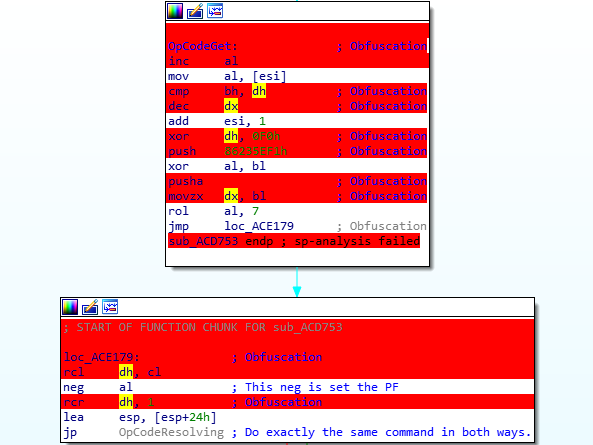 OpCodeGet: ; Obfuscation
inc al
mov al, [esi]
cmp bh, dh ; Obfuscation
dec dx ; Obfuscation
add esi, 1
xor dh, 0E0h ; Obfuscation
push ; Obfuscation
xor al, bl
pusha ; Obfuscation
movzx dx, bl ; Obfuscation
rol al, 7
jmp loc_ACE179 ; Obfuscation
sub_ACD753 endp ; sp-analysis failed
; START OF FUNCTION CHUNK FOR sub_ACD753
loc_ACE179: ; Obfuscation
rcl dh, cl
neg al ; This neg is set the PF
rcr dh, 1 ; Obfuscation
lea esp, [esp+24h]
jp OpCodeResolving ; Do exactly the same command in both ways.